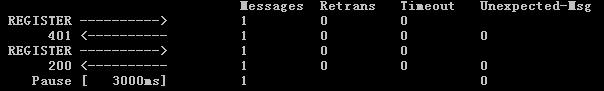 Messages Retrans Timeout Unexpected-Msg
REGISTER ----------> 1 0 0
401 <---------- 1 0 0 0
REGISTER ----------> 1 0 0
200 <---------- 1 0 0 0
Pause [ 3000ms] 1 0